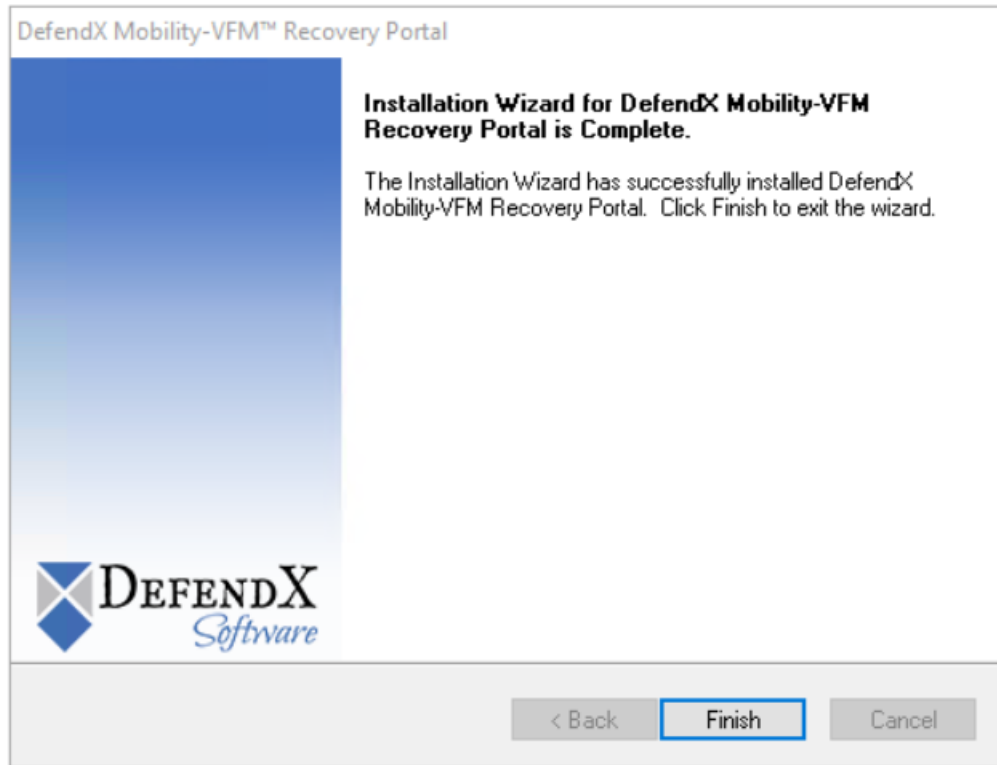 DefendX Mobility-VFM™ Recovery Portal
Installation Wizard for DefendX Mobility-VFM
Recovery Portal is Complete.
The Installation Wizard has successfully installed DefendX
Mobility-VFM Recovery Portal. Click Finish to exit the wizard.
DEFENDX
Software
< Back
Finish
Cancel